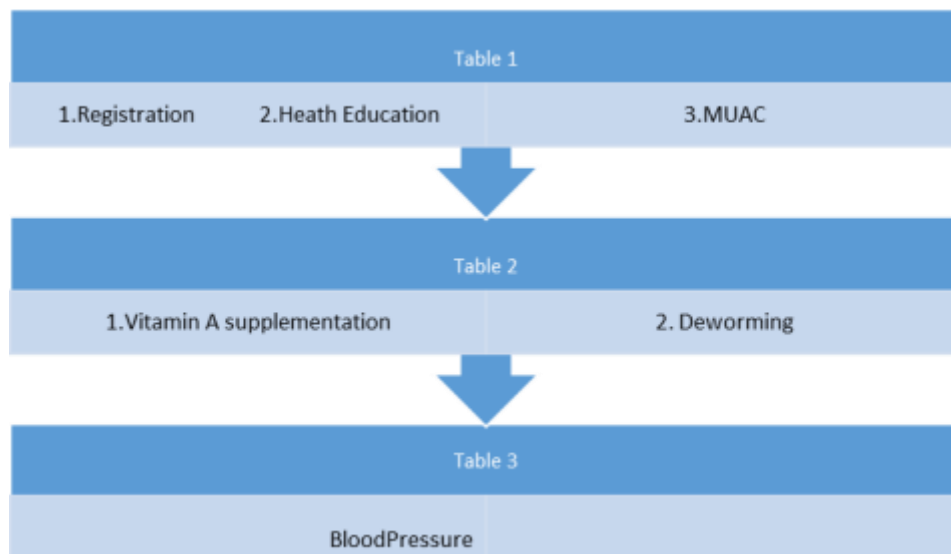 Table 1
1.Registration 2.Heath Education 3.MUAC
Table 2
1.Vitamin A supplementation 2. Deworming
Table 3
BloodPressure